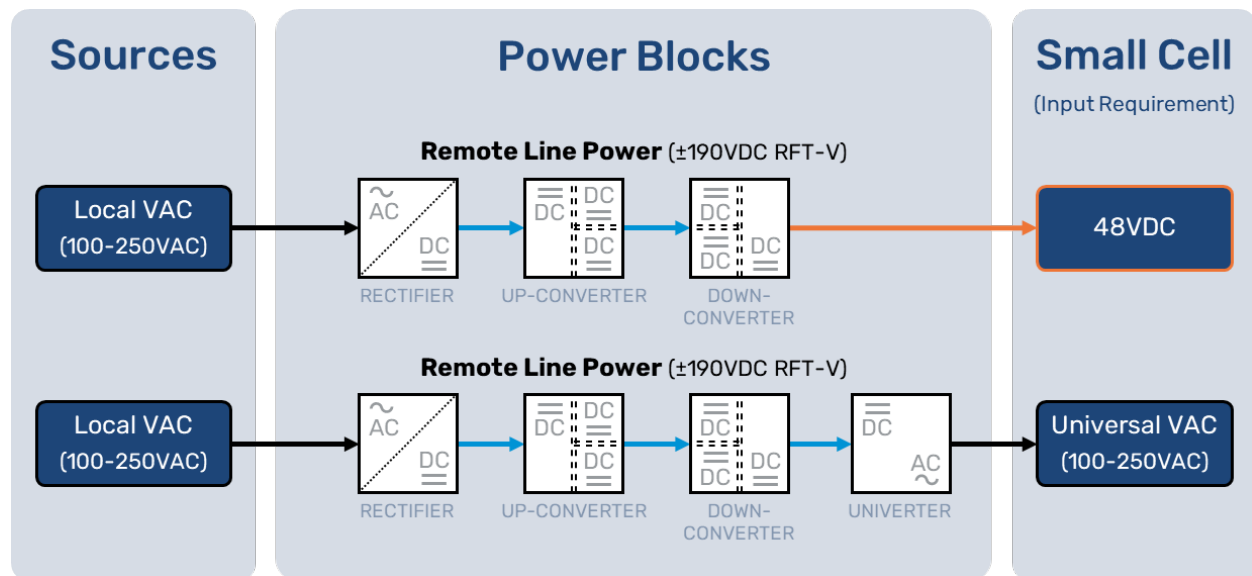 Sources
Power Blocks
Small Cell
(Input Requirement)
Remote Line Power (±190VDC RFT-V)
Local VAC
(100-250VAC)
AC
DC
DC
DC
DC
DC
DC
DC
48VDC
RECTIFIER
UP-CONVERTER
DOWN-
CONVERTER
Remote Line Power (±190VDC RFT-V)
Local VAC
(100-250VAC)
AC
DC
DC
DC
DC
DC
DC
DC
DC
AC
Universal VAC
(100-250VAC)
RECTIFIER
UP-CONVERTER
DOWN-
CONVERTER
UNIVERTER